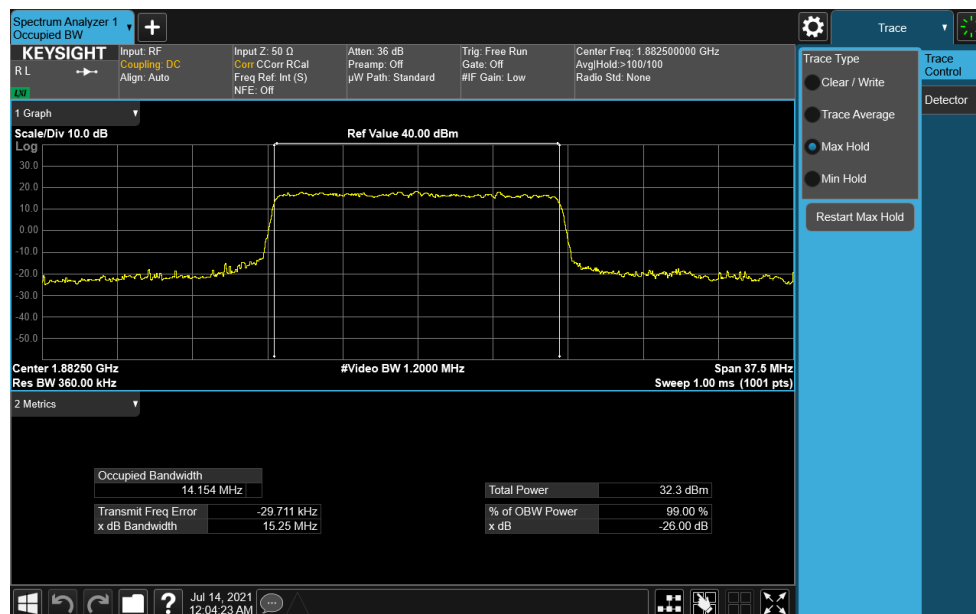 Spectrum Analyzer 1
Occupied BW
KEYSIGHT
R L
LXI
Input: RF
Coupling: DC
Align: Auto
Input Z: 50 Ω
Corr CCorr RCal
Freq Ref: Int (S)
NFE: Off
Atten: 36 dB
Preamp: Off
µW Path: Standard
Trig: Free Run
Gate: Off
#IF Gain: Low
Center Freq: 1.882500000 GHz
Avg|Hold:>100/100
Radio Std: None
1 Graph
Scale/Div 10.0 dB
Ref Value 40.00 dBm
Log
30.0
20.0
10.0
0.00
-10.0
-20.0
-30.0
-40.0
-50.0
Center 1.88250 GHz
#Video BW 1.2000 MHz
Span 37.5 MHz
Res BW 360.00 kHz
Sweep 1.00 ms (1001 pts)
2 Metrics
Occupied Bandwidth
14.154 MHz
Total Power 32.3 dBm
Transmit Freq Error -29.711 kHz
% of OBW Power 99.00 %
x dB Bandwidth 15.25 MHz
x dB -26.00 dB
?
Jul 14, 2021
12:04:23 AM
Trace
Trace Type
Clear / Write
Trace Average
Max Hold
Min Hold
Restart Max Hold
Trace
Control
Detector